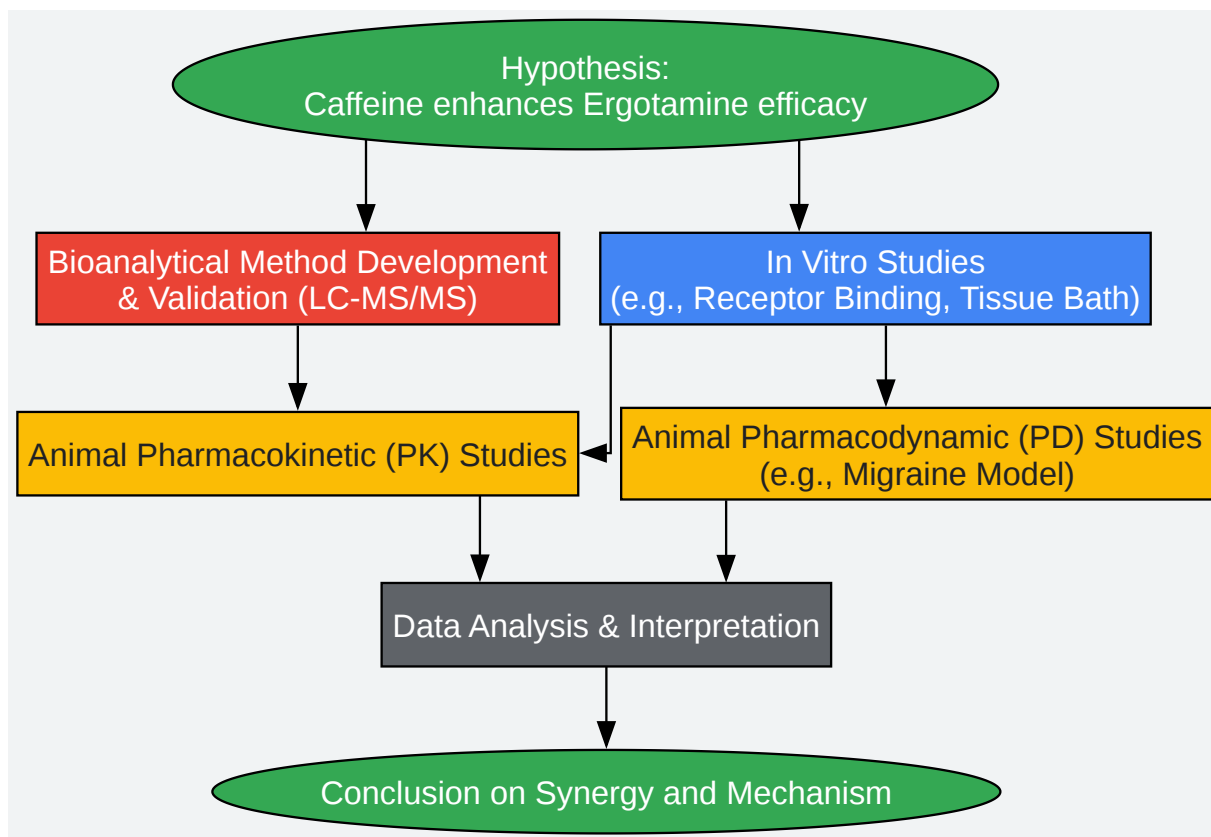 Hypothesis:
Caffeine enhances Ergotamine efficacy
Bioanalytical Method Development
& Validation (LC-MS/MS)
In Vitro Studies
(e.g., Receptor Binding, Tissue Bath)
Animal Pharmacokinetic (PK) Studies
Animal Pharmacodynamic (PD) Studies
(e.g., Migraine Model)
Data Analysis & Interpretation
Conclusion on Synergy and Mechanism